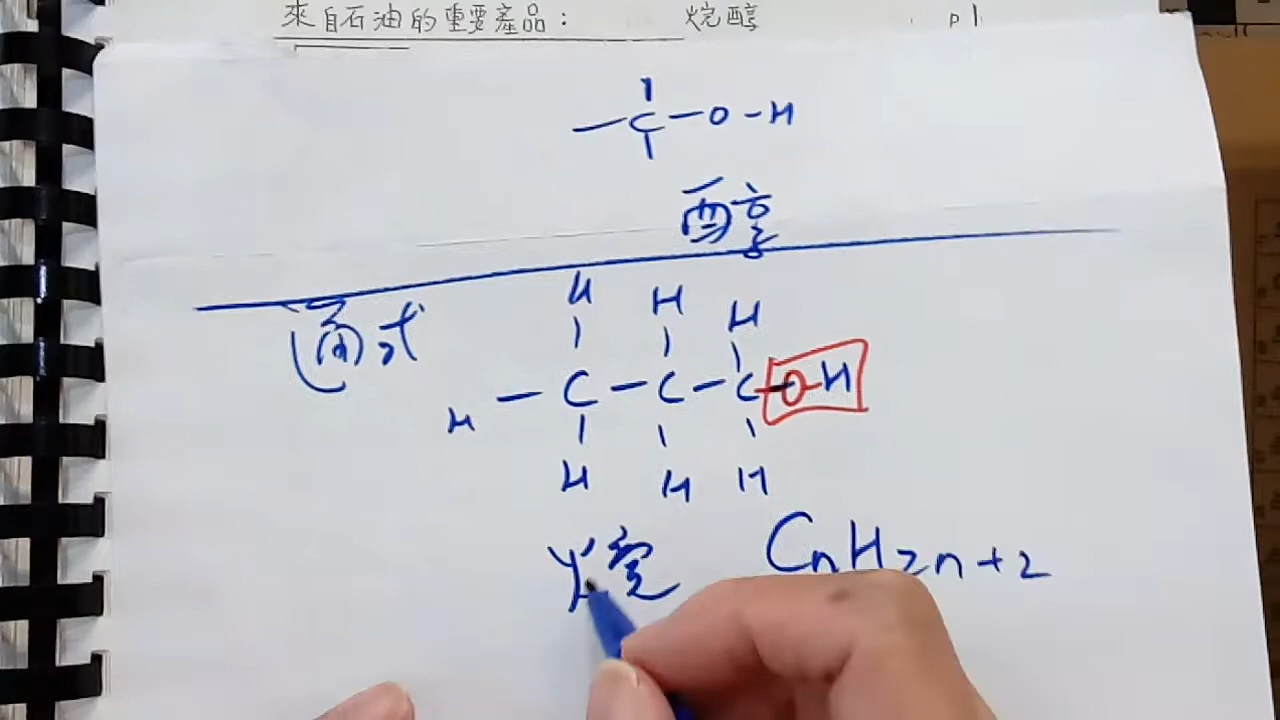 來自石油的重要產品： 烷醇 p1
C-O-H
醇
通式
H H H
H-C-C-C-O-H
H H H
烷 CnH2n+2